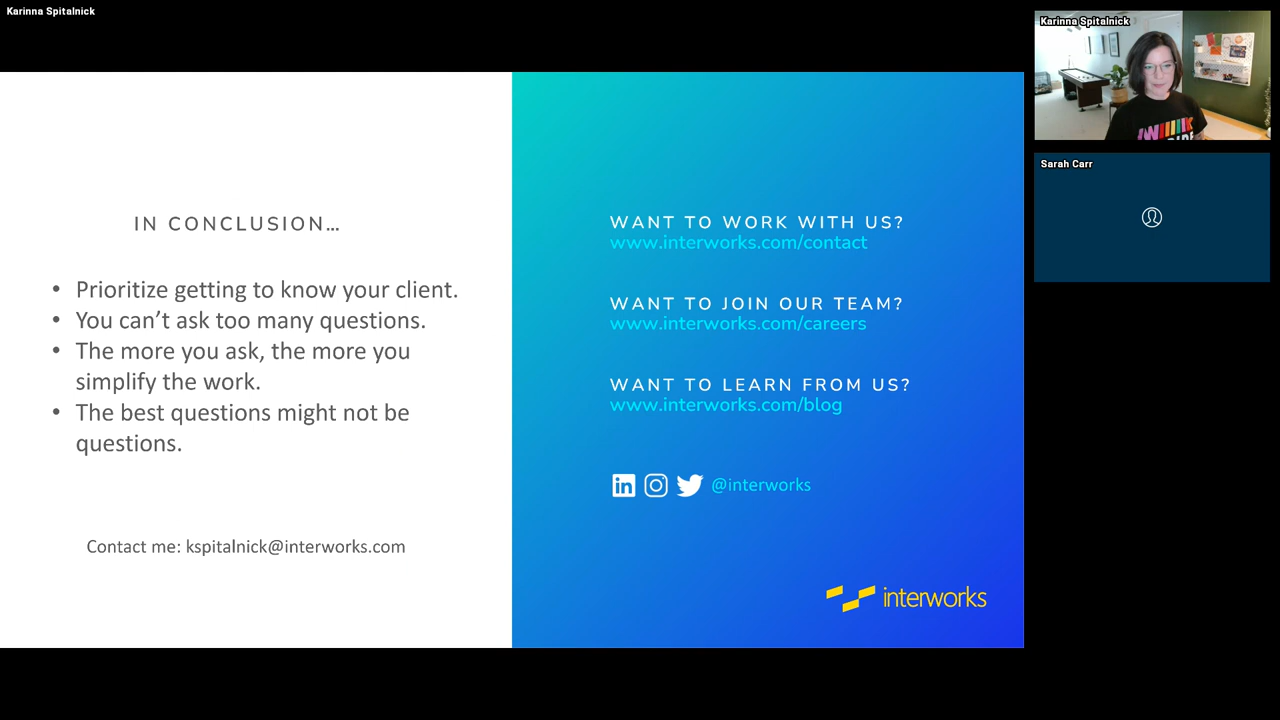 Karinna Spitalnick
IN CONCLUSION…
• Prioritize getting to know your client.
• You can’t ask too many questions.
• The more you ask, the more you
simplify the work.
• The best questions might not be
questions.
Contact me: kspitalnick@interworks.com
WANT TO WORK WITH US?
www.interworks.com/contact
WANT TO JOIN OUR TEAM?
www.interworks.com/careers
WANT TO LEARN FROM US?
www.interworks.com/blog
in @interworks
interworks
Karinna Spitalnick
Sarah Carr